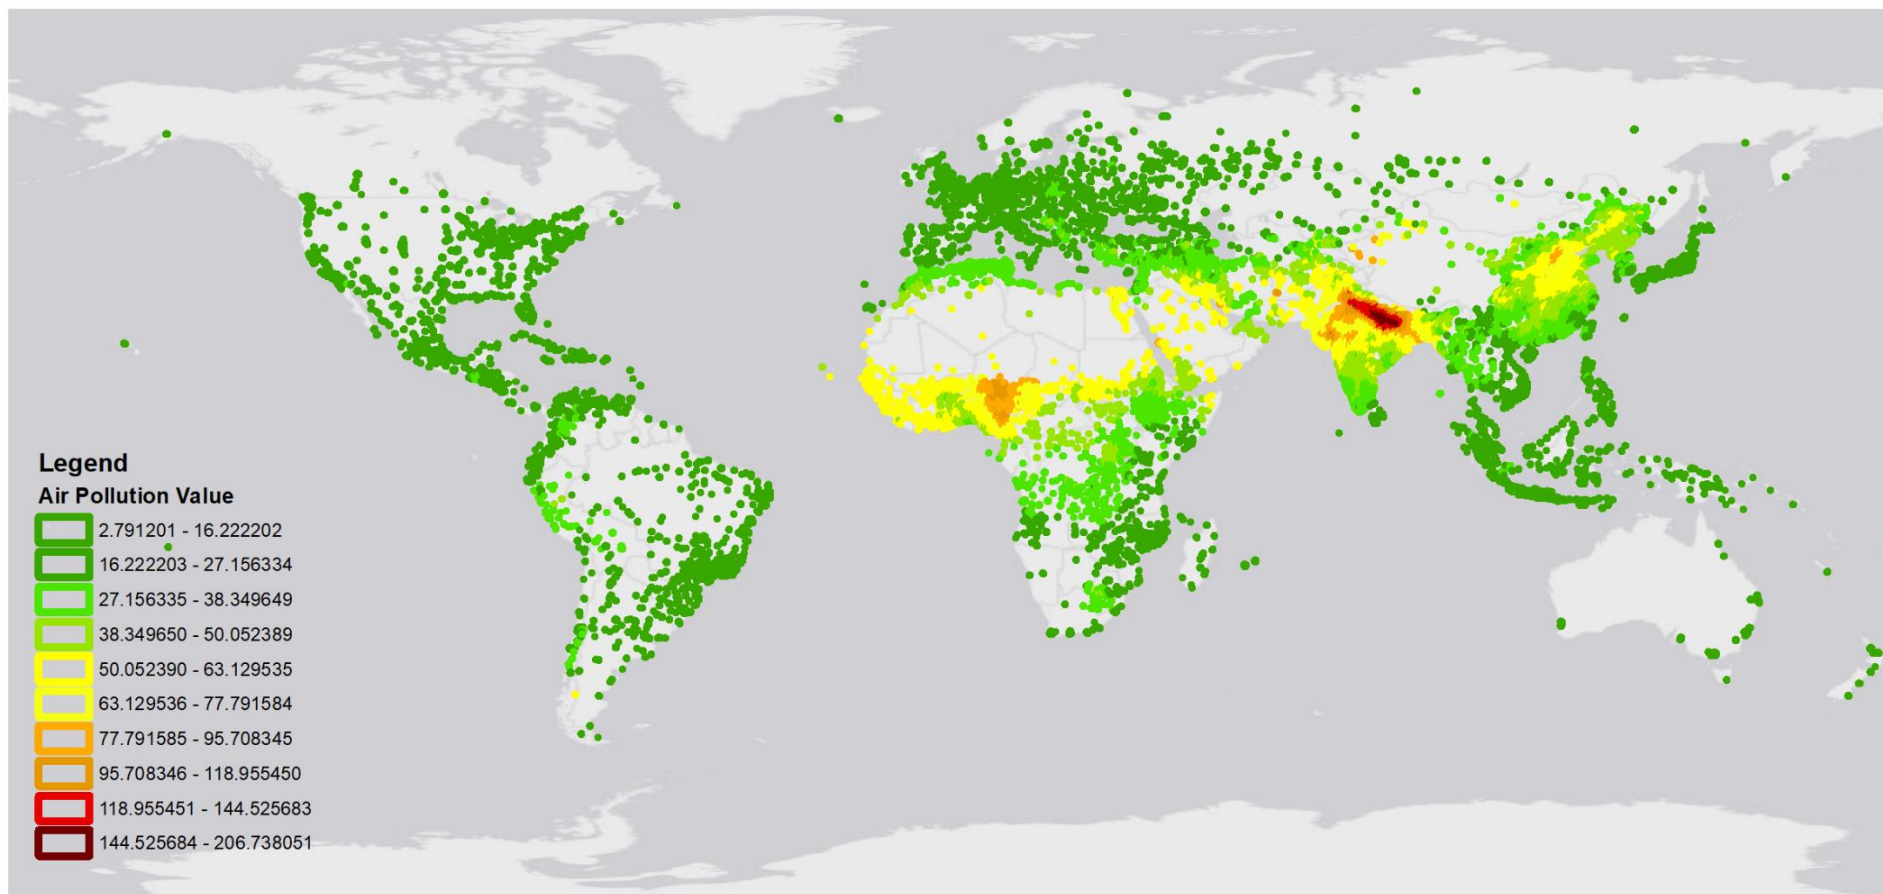 Legend
Air Pollution Value
2.791201 - 16.222202
16.222203 - 27.156334
27.156335 - 38.349649
38.349650 - 50.052389
50.052390 - 63.129535
63.129536 - 77.791584
77.791585 - 95.708345
95.708346 - 118.955450
118.955451 - 144.525683
144.525684 - 206.738051